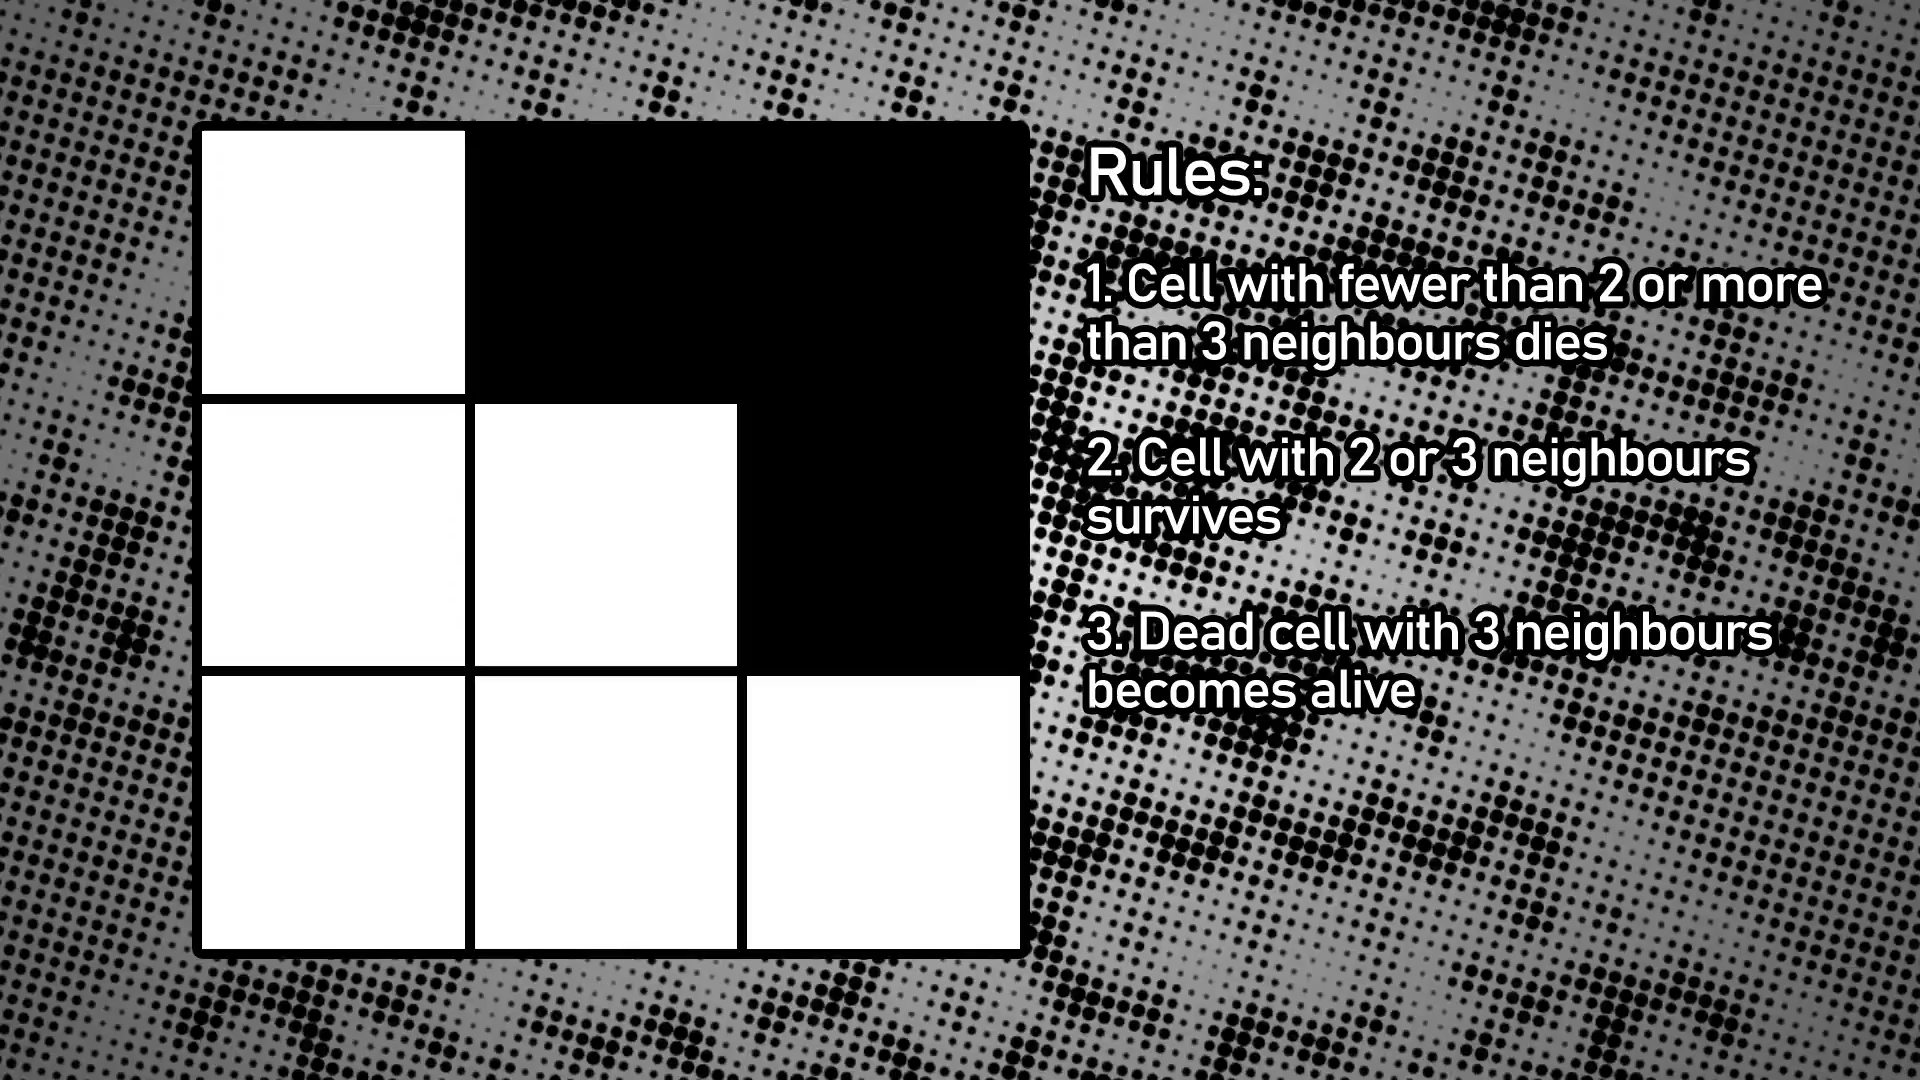 Rules:
1. Cell with fewer than 2 or more
than 3 neighbours dies
2. Cell with 2 or 3 neighbours
survives
3. Dead cell with 3 neighbours
becomes alive